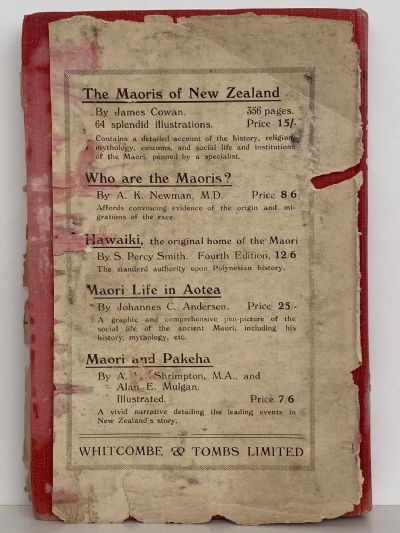 The Maoris of New Zealand
By James Cowan. 356 pages.
64 splendid illustrations. Price 15/-
Contains a detailed account of the history, religion,
mythology, customs, and social life and institutions
of the Maori, penned by a specialist.
Who are the Maoris?
By A. K. Newman, M.D. Price 8 6
Affords convincing evidence of the origin and mi-
grations of the race.
Hawaiki, the original home of the Maori
By S. Percy Smith. Fourth Edition, 12/6
The standard authority upon Polynesian history.
Maori Life in Aotea
By Johannes C. Andersen. Price 25/-
A graphic and comprehensive pen-picture of the
social life of the ancient Maori, including his
history, mythology, etc.
Maori and Pakeha
By A. Shrimpton, M.A., and
Alan E. Mulgan.
Illustrated. Price 7/6
A vivid narrative detailing the leading events in
New Zealand's story.
WHITCOMBE & TOMBS LIMITED